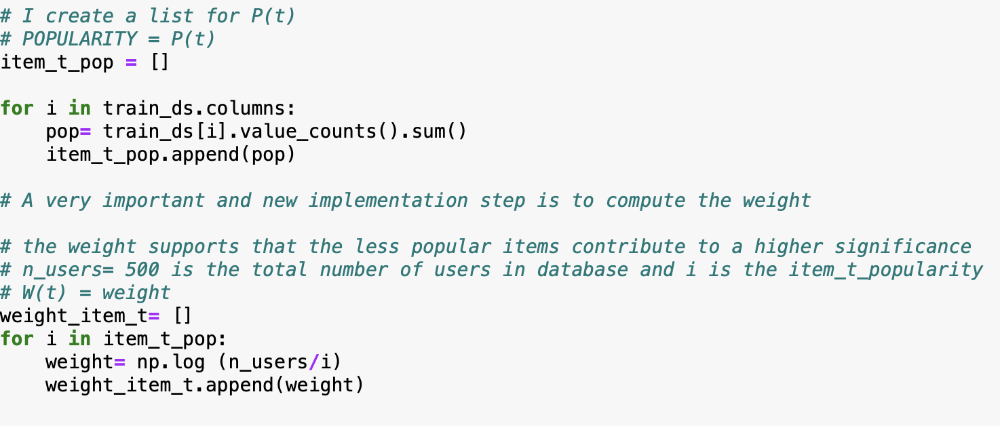 # I create a list for P(t)
# POPULARITY = P(t)
item_t_pop = []
for i in train_ds.columns:
    pop= train_ds[i].value_counts().sum()
    item_t_pop.append(pop)
# A very important and new implementation step is to compute the weight
# the weight supports that the less popular items contribute to a higher significance
# n_users= 500 is the total number of users in database and i is the item_t_popularity
# W(t) = weight
weight_item_t= []
for i in item_t_pop:
    weight= np.log (n_users/i)
    weight_item_t.append(weight)